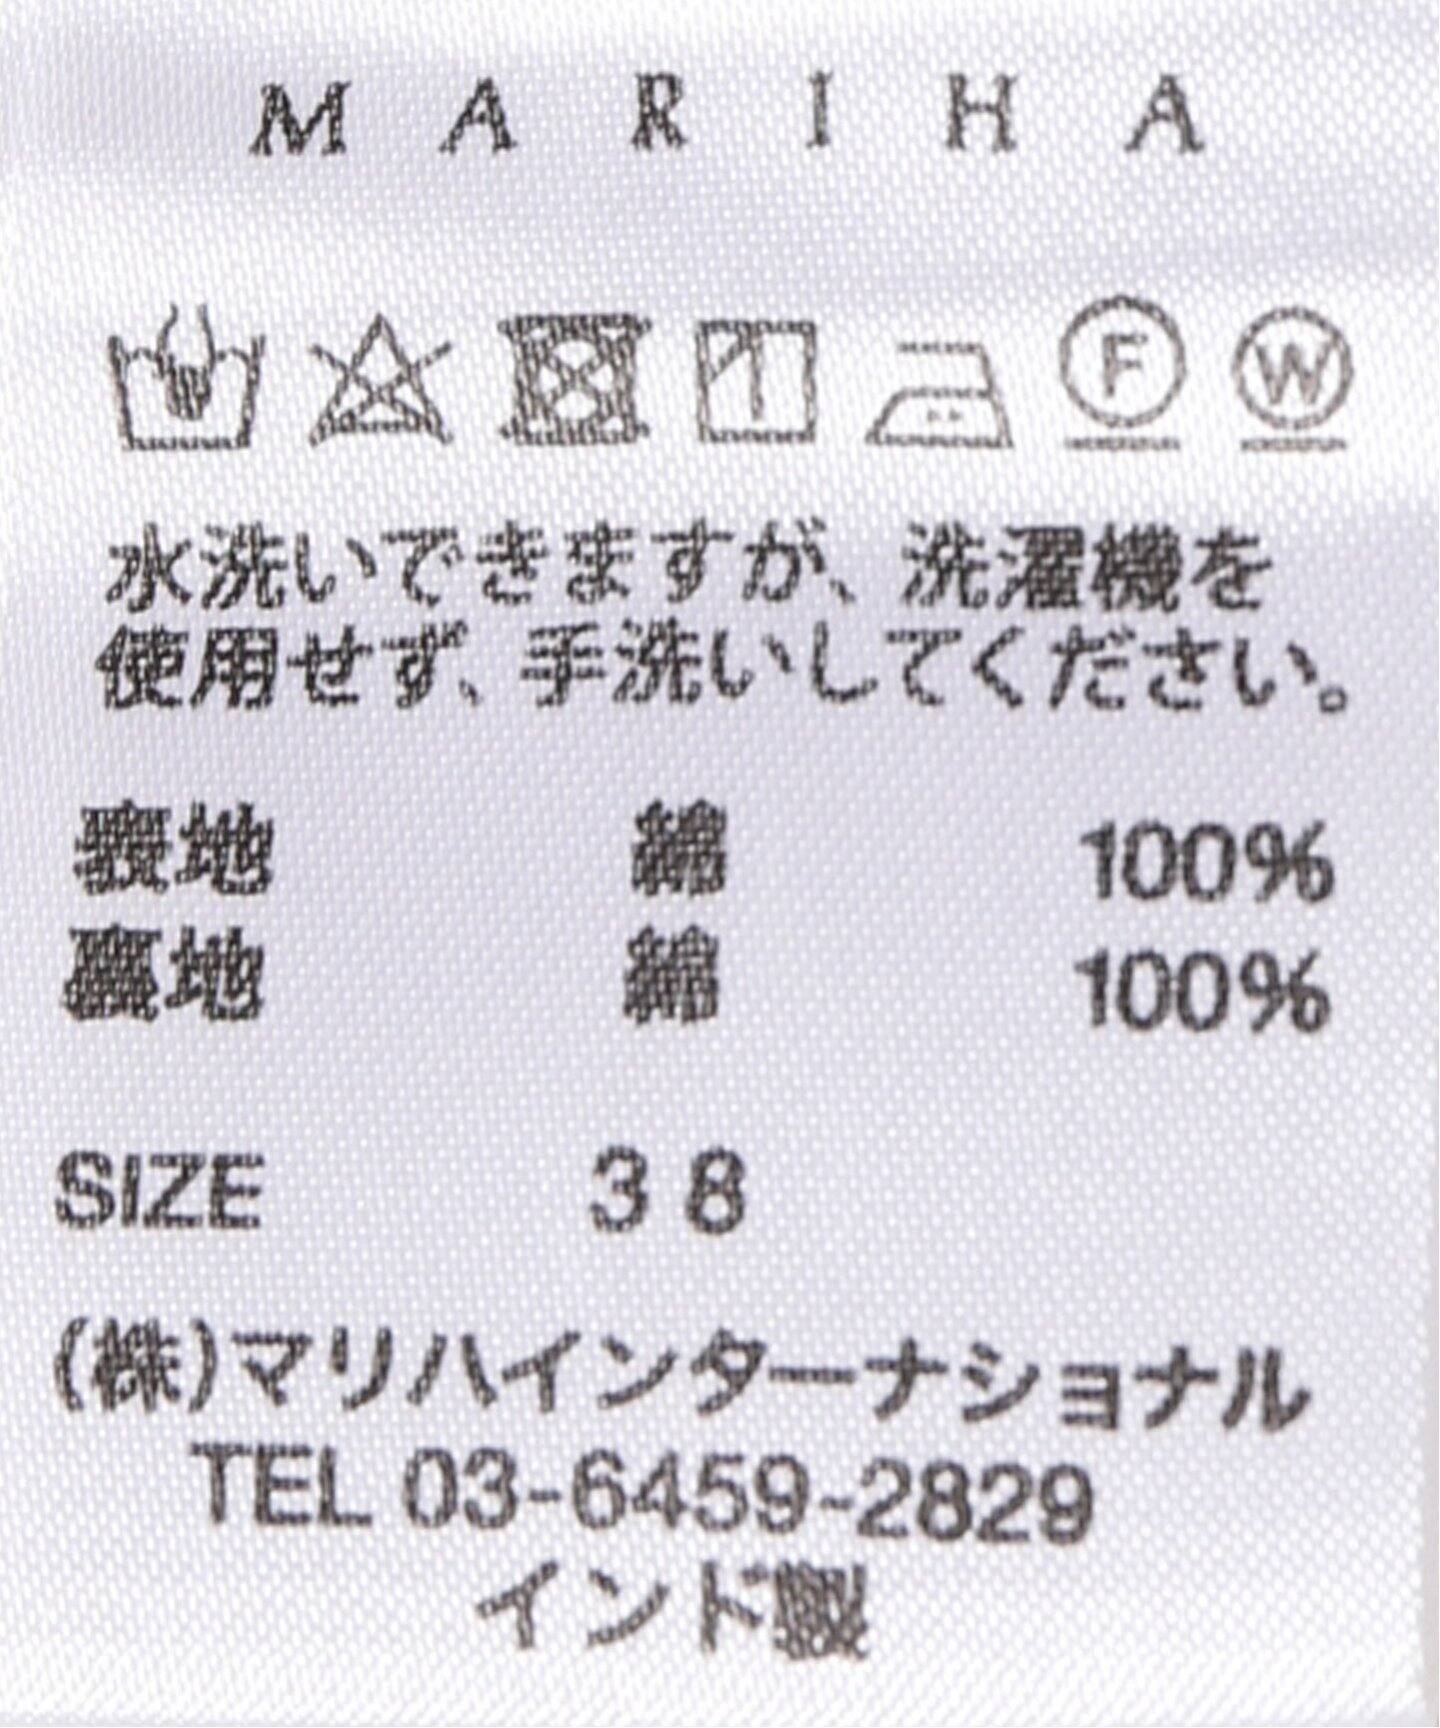 MARIHA
F W
水洗いできますが、洗濯機を
使用せず、手洗いしてください。
表地 綿 100%
裏地 綿 100%
SIZE 38
(株)マリハインターナショナル
TEL 03-6459-2829
インド製